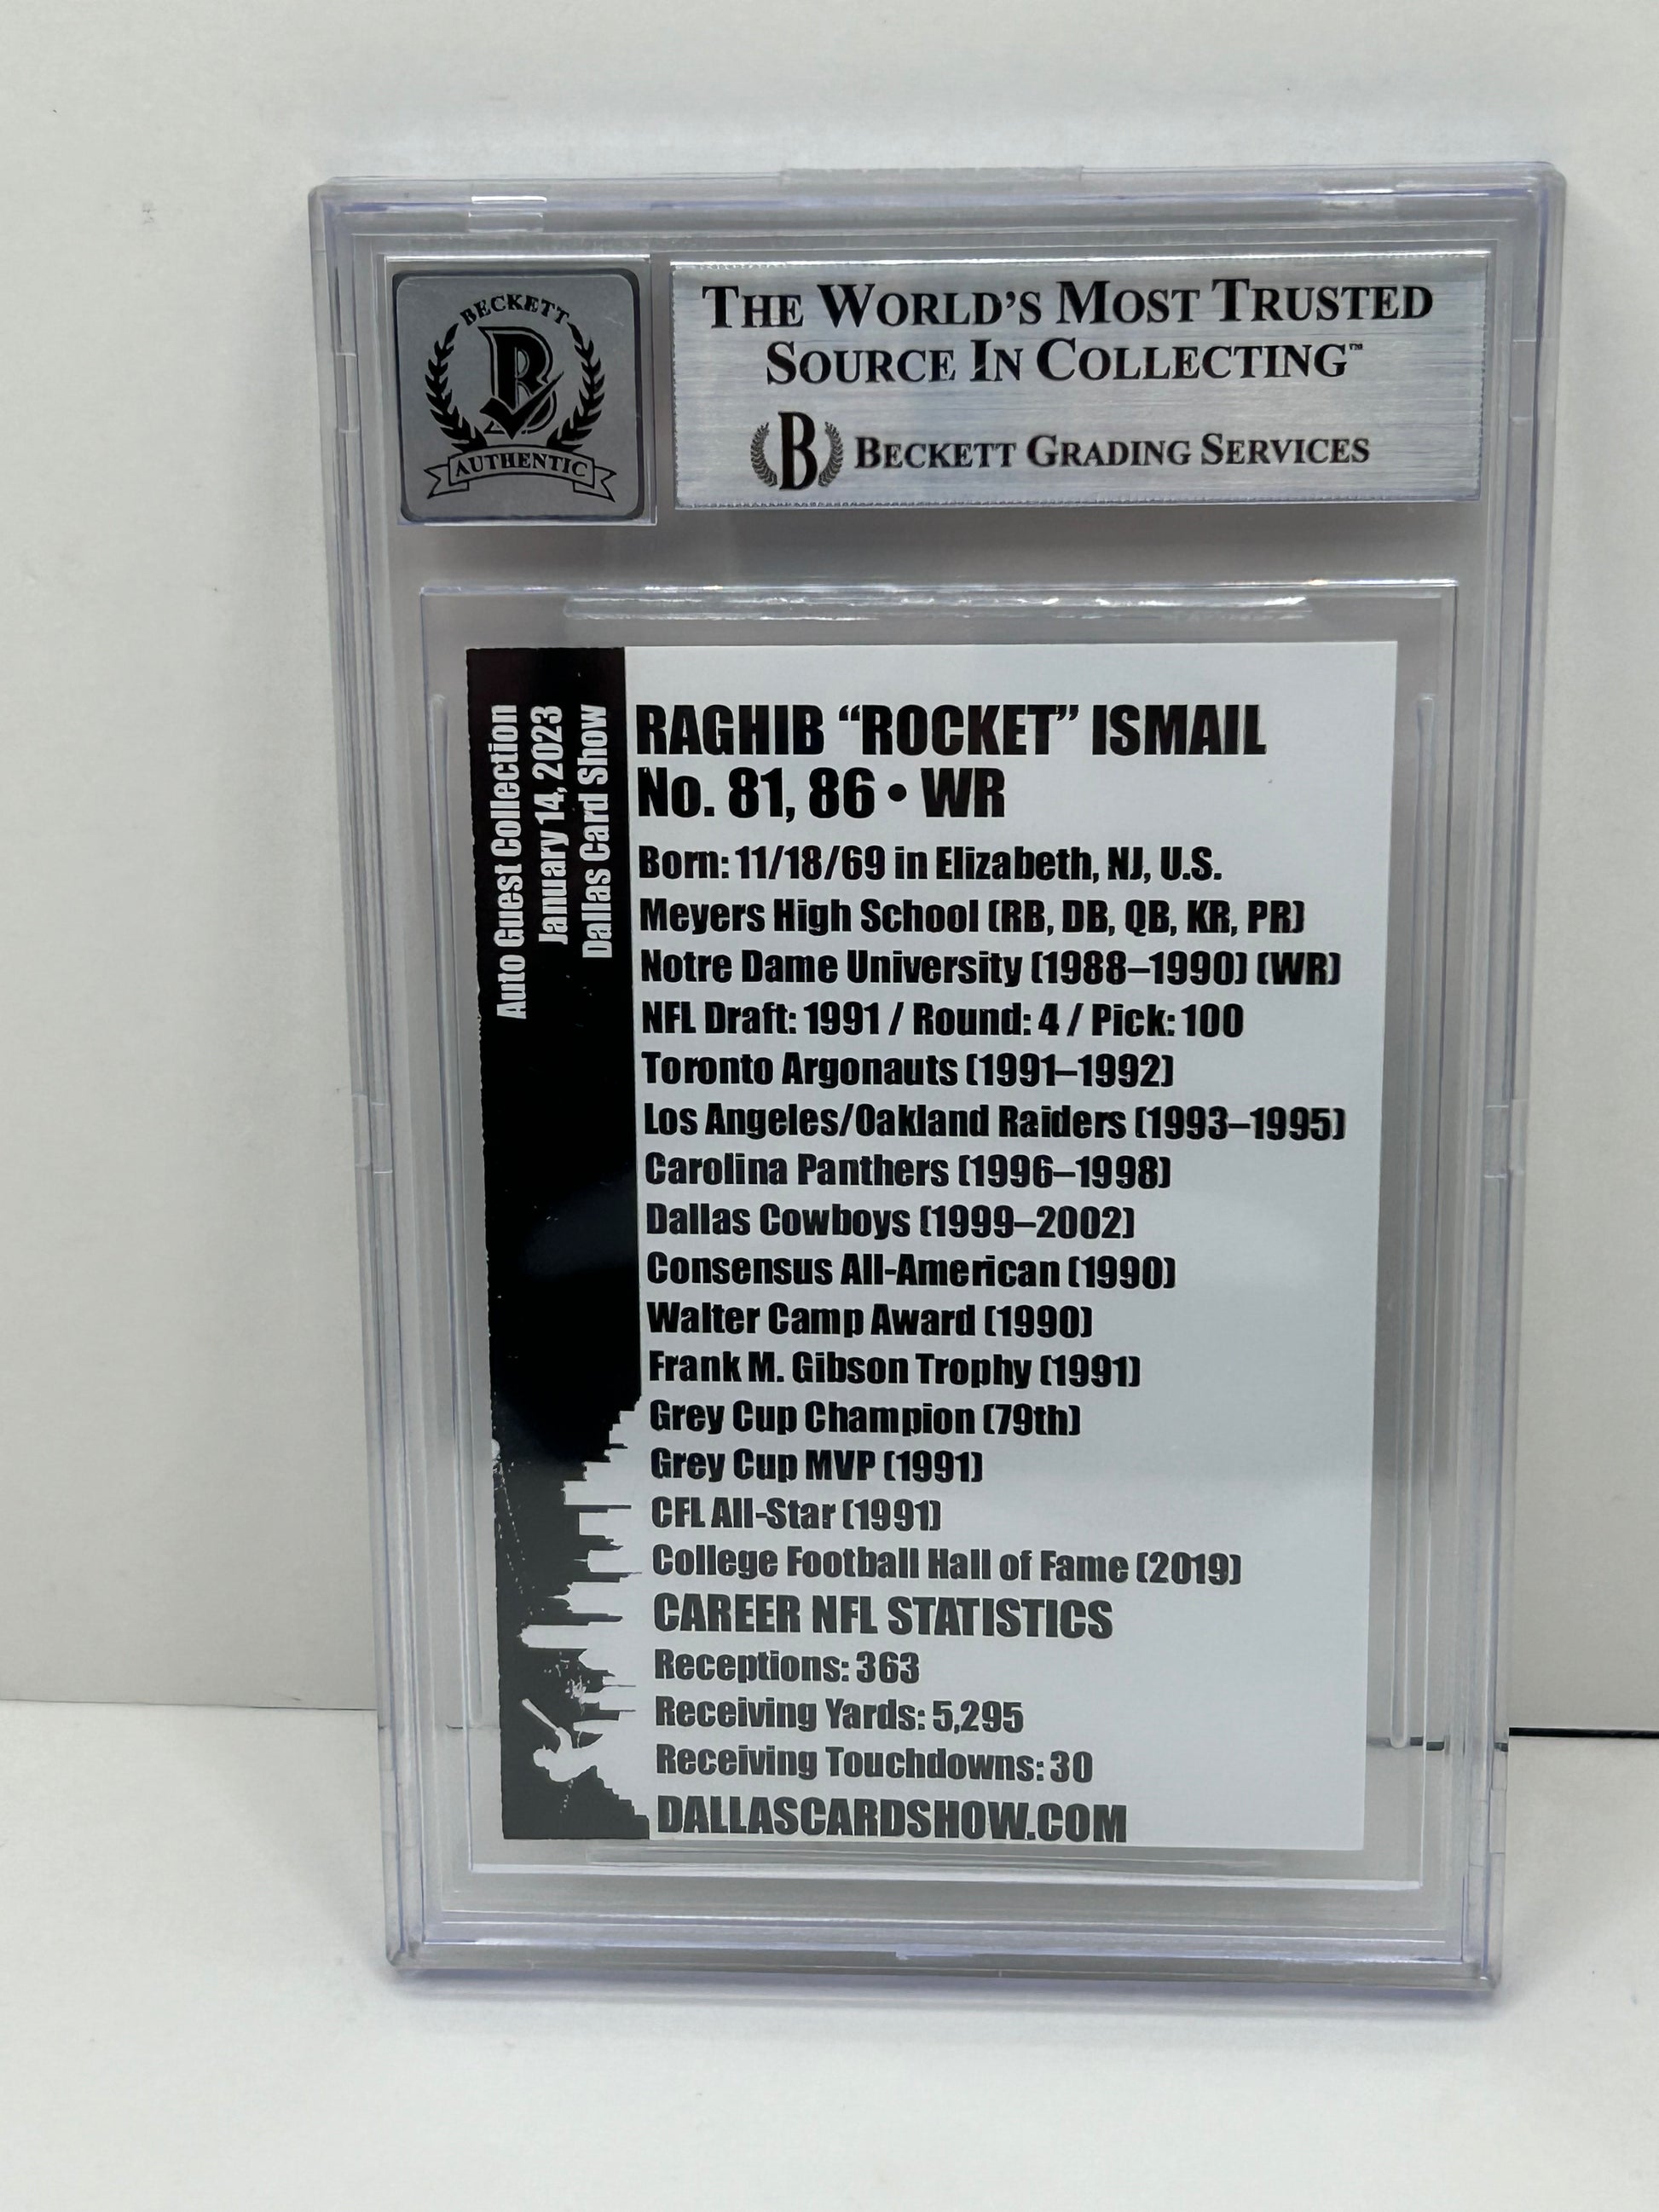 BECKETT
AUTHENTIC
THE WORLD'S MOST TRUSTED
SOURCE IN COLLECTING™
B BECKETT GRADING SERVICES
Auto Guest Collection
January 14, 2023
Dallas Card Show
RAGHIB “ROCKET” ISMAIL
No. 81, 86 • WR
Born: 11/18/69 in Elizabeth, NJ, U.S.
Meyers High School (RB, DB, QB, KR, PR)
Notre Dame University (1988–1990) (WR)
NFL Draft: 1991 / Round: 4 / Pick: 100
Toronto Argonauts (1991–1992)
Los Angeles/Oakland Raiders (1993–1995)
Carolina Panthers (1996–1998)
Dallas Cowboys (1999–2002)
Consensus All-American (1990)
Walter Camp Award (1990)
Frank M. Gibson Trophy (1991)
Grey Cup Champion (79th)
Grey Cup MVP (1991)
CFL All-Star (1991)
College Football Hall of Fame (2019)
CAREER NFL STATISTICS
Receptions: 363
Receiving Yards: 5,295
Receiving Touchdowns: 30
DALLASCARDSHOW.COM